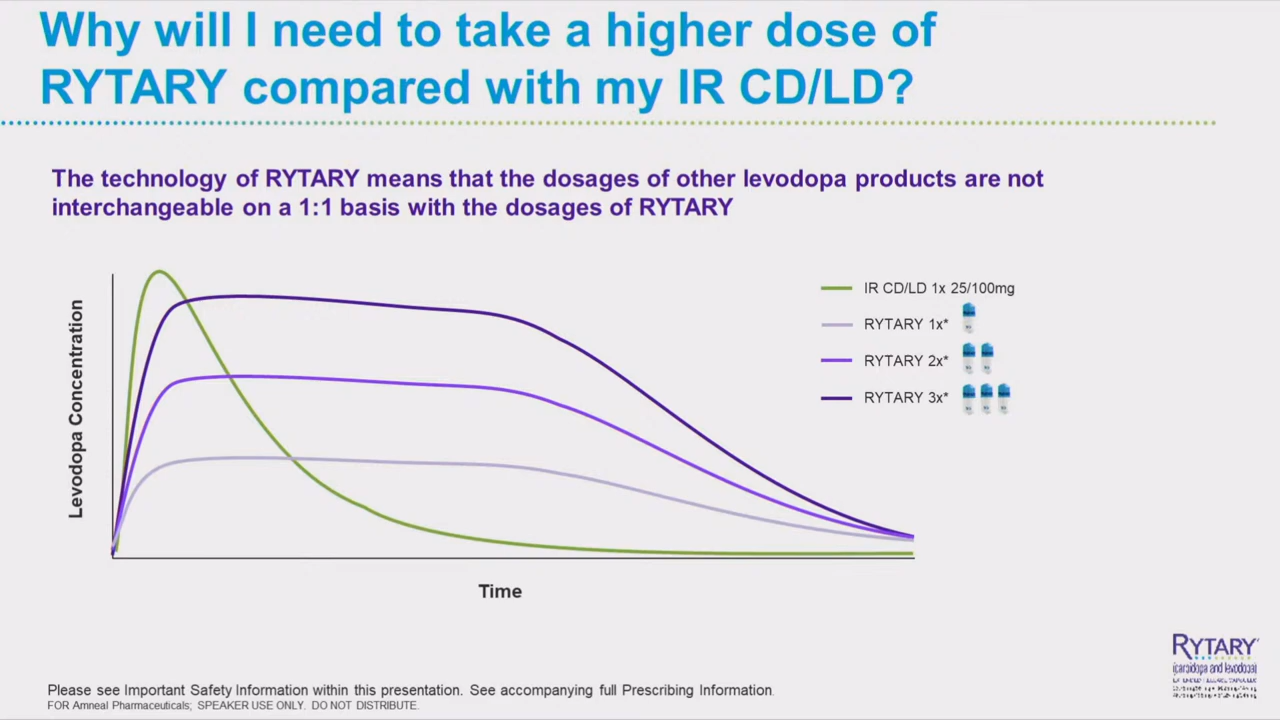 Why will I need to take a higher dose of
RYTARY compared with my IR CD/LD?
The technology of RYTARY means that the dosages of other levodopa products are not
interchangeable on a 1:1 basis with the dosages of RYTARY
Levodopa Concentration
IR CD/LD 1x 25/100mg
RYTARY 1x*
RYTARY 2x*
RYTARY 3x*
Time
RYTARY
(carbidopa and levodopa)
Please see Important Safety Information within this presentation. See accompanying full Prescribing Information.
FOR Amneal Pharmaceuticals; SPEAKER USE ONLY. DO NOT DISTRIBUTE.